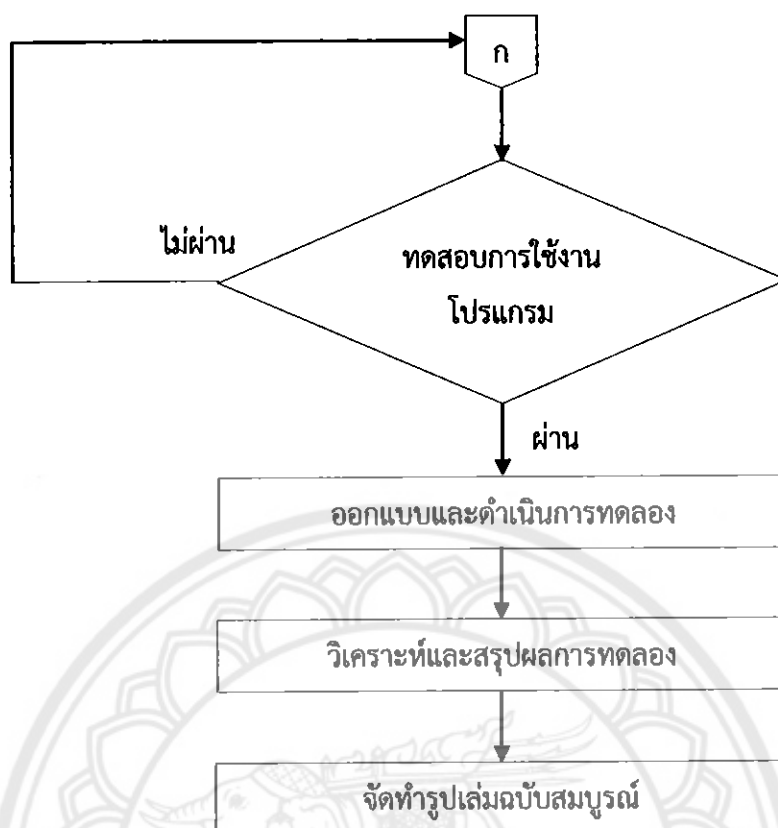 ก
ไม่ผ่าน
ทดสอบการใช้งาน
โปรแกรม
ผ่าน
ออกแบบและดำเนินการทดลอง
วิเคราะห์และสรุปผลการทดลอง
จัดทำรูปเล่มฉบับสมบูรณ์